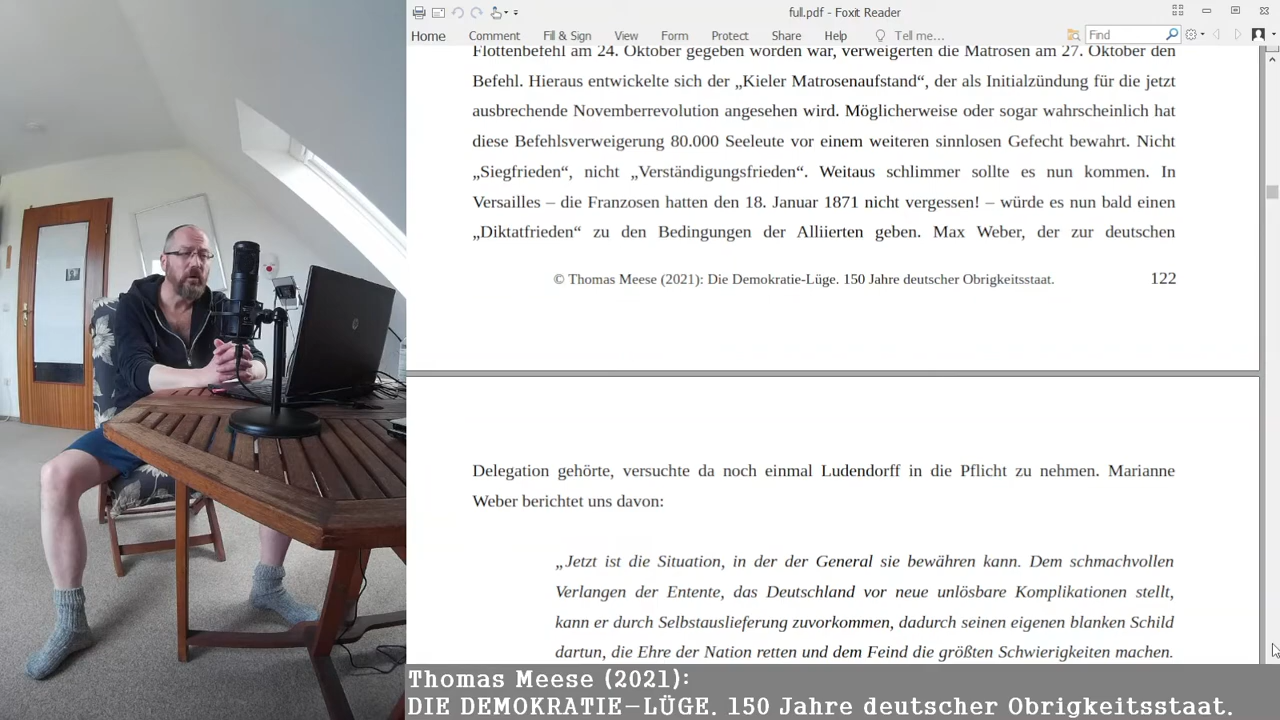 full.pdf - Foxit Reader
Home Comment Fill & Sign View Form Protect Share Help Tell me... Find
Flottenbefehl am 24. Oktober gegeben worden war, verweigerten die Matrosen am 27. Oktober den
Befehl. Hieraus entwickelte sich der „Kieler Matrosenaufstand“, der als Initialzündung für die jetzt
ausbrechende Novemberrevolution angesehen wird. Möglicherweise oder sogar wahrscheinlich hat
diese Befehlsverweigerung 80.000 Seeleute vor einem weiteren sinnlosen Gefecht bewahrt. Nicht
„Siegfrieden“, nicht „Verständigungsfrieden“. Weitaus schlimmer sollte es nun kommen. In
Versailles – die Franzosen hatten den 18. Januar 1871 nicht vergessen! – würde es nun bald einen
„Diktatfrieden“ zu den Bedingungen der Alliierten geben. Max Weber, der zur deutschen
© Thomas Meese (2021): Die Demokratie-Lüge. 150 Jahre deutscher Obrigkeitsstaat. 122
Delegation gehörte, versuchte da noch einmal Ludendorff in die Pflicht zu nehmen. Marianne
Weber berichtet uns davon:
„Jetzt ist die Situation, in der der General sie bewähren kann. Dem schmachvollen
Verlangen der Entente, das Deutschland vor neue unlösbare Komplikationen stellt,
kann er durch Selbstauslieferung zuvorkommen, dadurch seinen eigenen blanken Schild
dartun, die Ehre der Nation retten und dem Feind die größten Schwierigkeiten machen.
Thomas Meese (2021):
DIE DEMOKRATIE-LÜGE. 150 Jahre deutscher Obrigkeitsstaat.